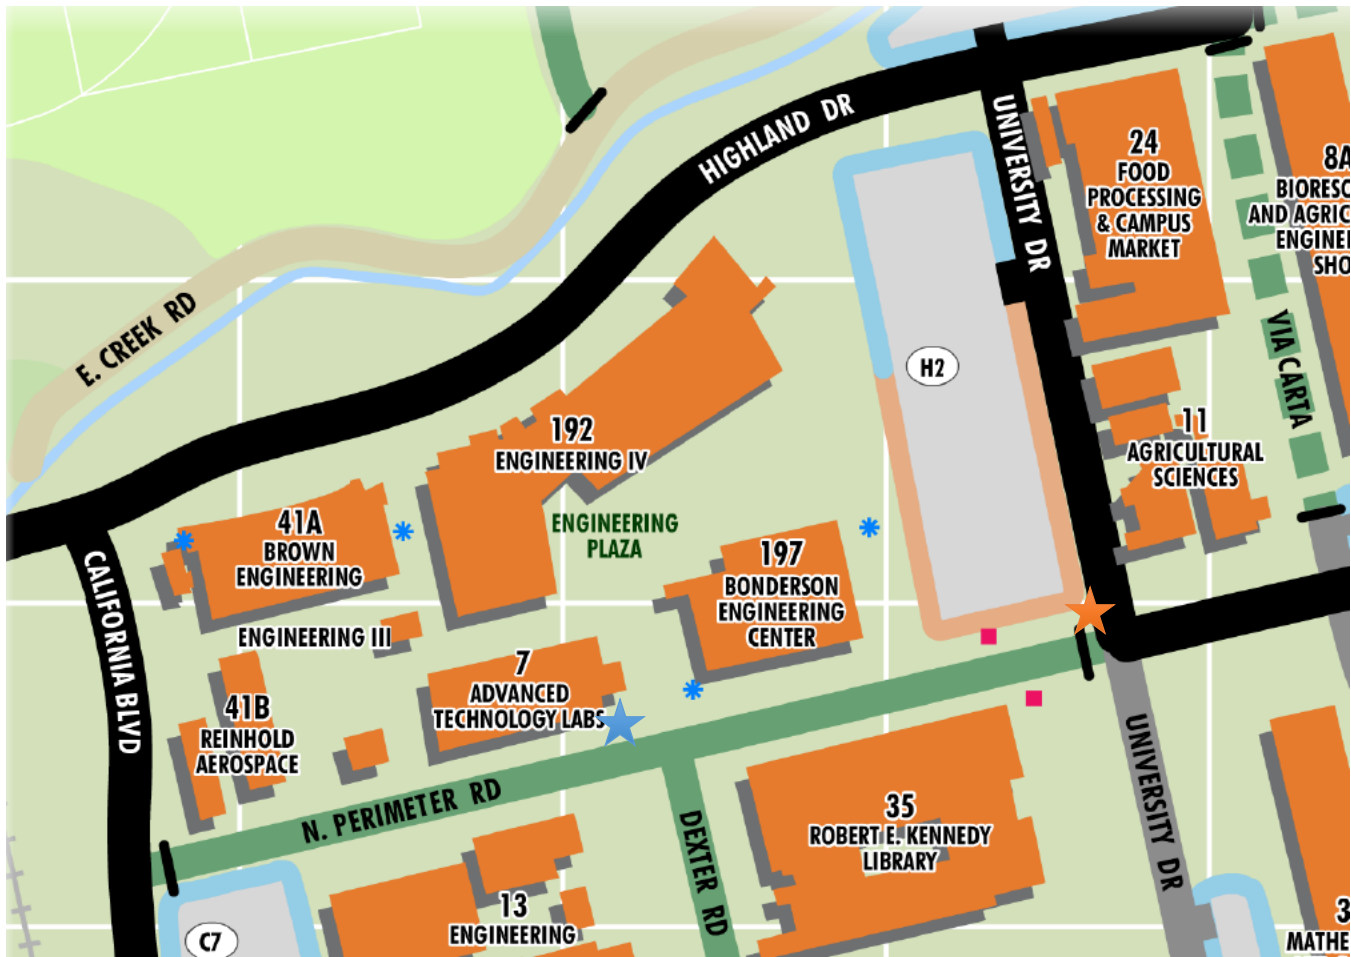 HIGHLAND DR
UNIVERSITY DR
24
FOOD
PROCESSING
& CAMPUS
MARKET
8A
AND AGRIC
VIA CARTA
E. CREEK RD
H2
192
ENGINEERING IV
11
AGRICULTURAL
SCIENCES
ENGINEERING
PLAZA
41A
BROWN
ENGINEERING
197
BONDERSON
ENGINEERING
CENTER
CALIFORNIA BLVD
ENGINEERING III
7
ADVANCED
TECHNOLOGY LABS
41B
REINHOLD
AEROSPACE
N. PERIMETER RD
DEXTER RD
35
ROBERT E. KENNEDY
LIBRARY
UNIVERSITY DR
13
ENGINEERING
C7
3
MATHE